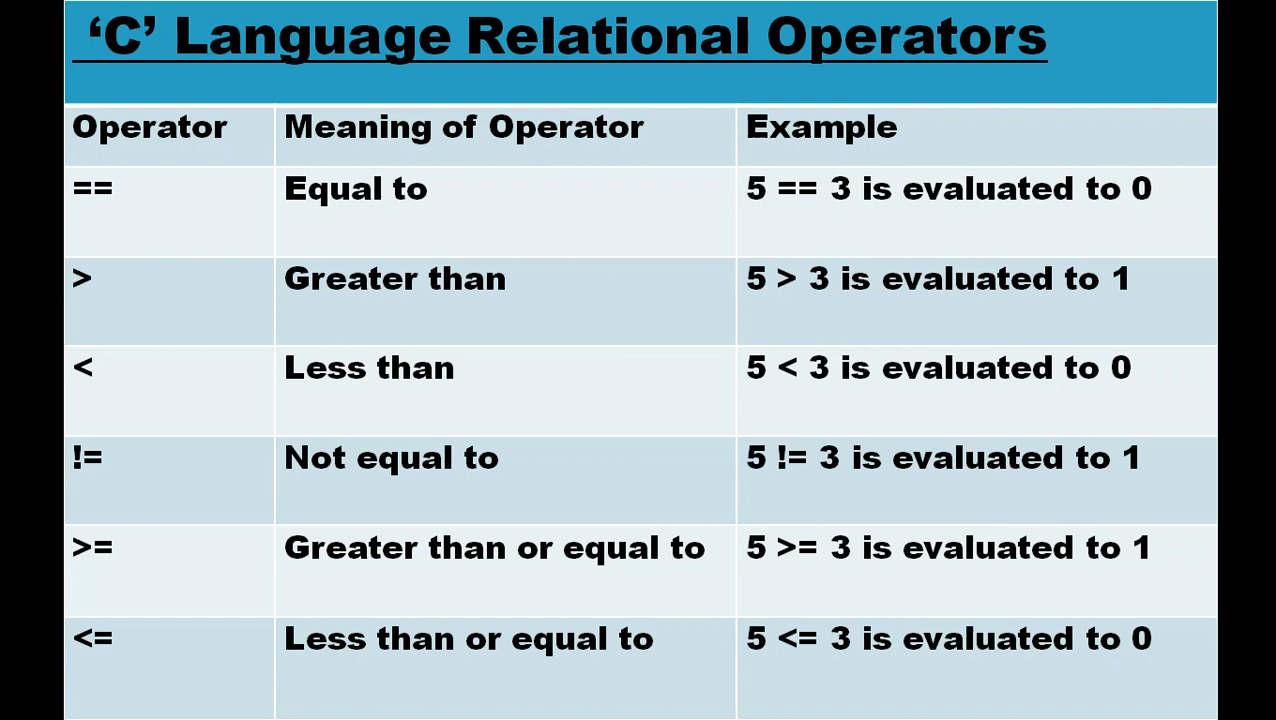 ‘C’ Language Relational Operators
Operator Meaning of Operator Example
== Equal to 5 == 3 is evaluated to 0
> Greater than 5 > 3 is evaluated to 1
< Less than 5 < 3 is evaluated to 0
!= Not equal to 5 != 3 is evaluated to 1
>= Greater than or equal to 5 >= 3 is evaluated to 1
<= Less than or equal to 5 <= 3 is evaluated to 0